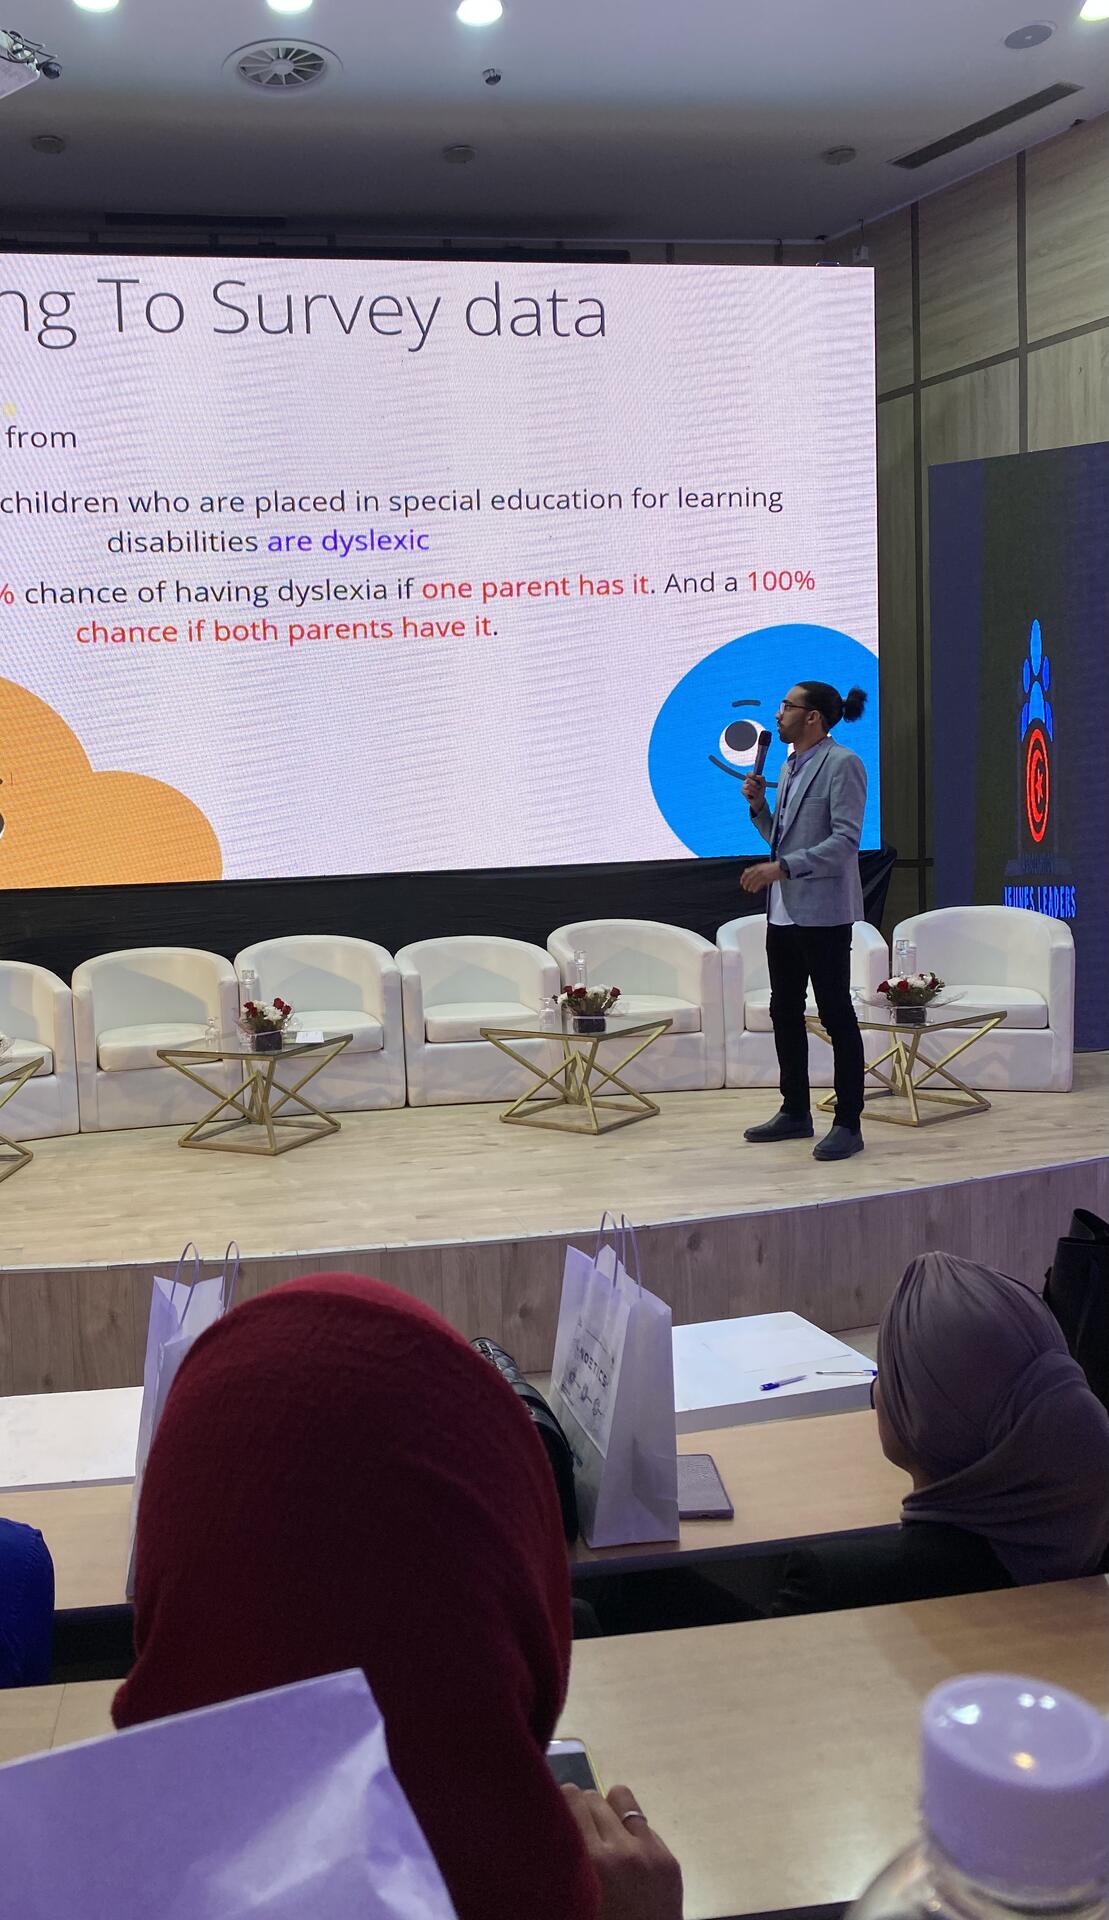 ng To Survey data
from
children who are placed in special education for learning
disabilities are dyslexic
% chance of having dyslexia if one parent has it. And a 100%
chance if both parents have it.
JEUNES LEADERS